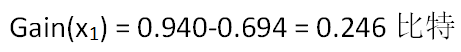 Gain(x₁) = 0.940-0.694 = 0.246 比特